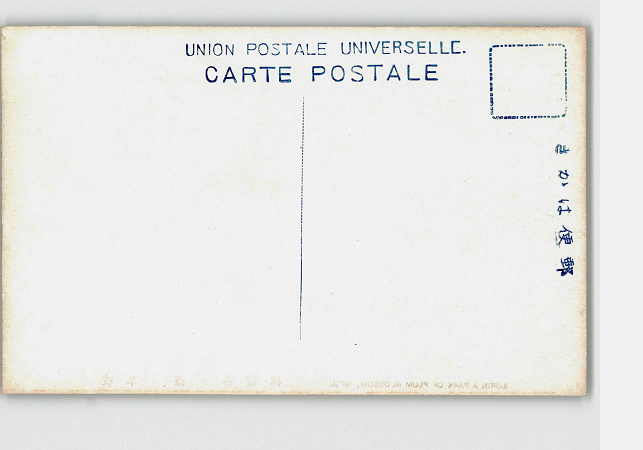 UNION POSTALE UNIVERSELLE.
CARTE POSTALE
郵便はかき